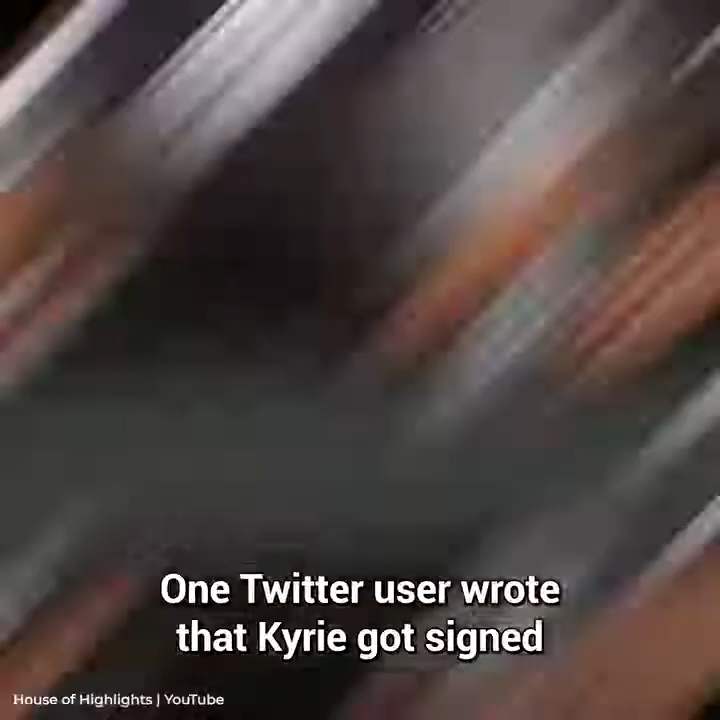 One Twitter user wrote
that Kyrie got signed
House of Highlights | YouTube